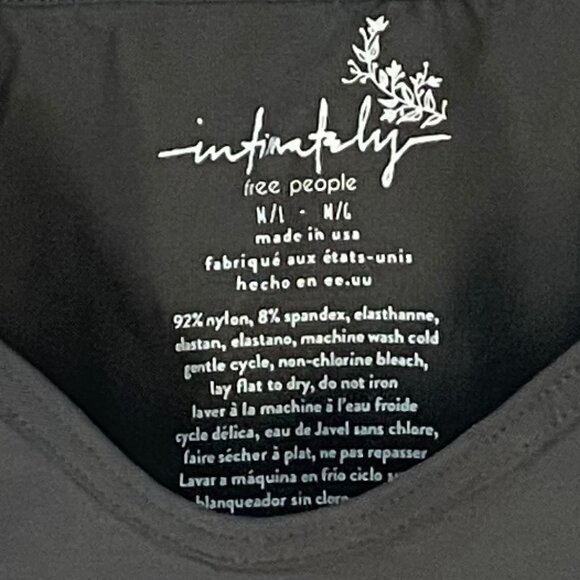 intimately
free people
M/L - M/G
made in usa
fabriqué aux états-unis
hecho en ee.uu
92% nylon, 8% spandex, elasthanne,
elastan, elastano, machine wash cold
gentle cycle, non-chlorine bleach,
lay flat to dry, do not iron
laver à la machine à l'eau froide
cycle délica, eau de Javel sans chlore,
faire sécher à plat, ne pas repasser
Lavar a máquina en frío ciclo
blanqueador sin